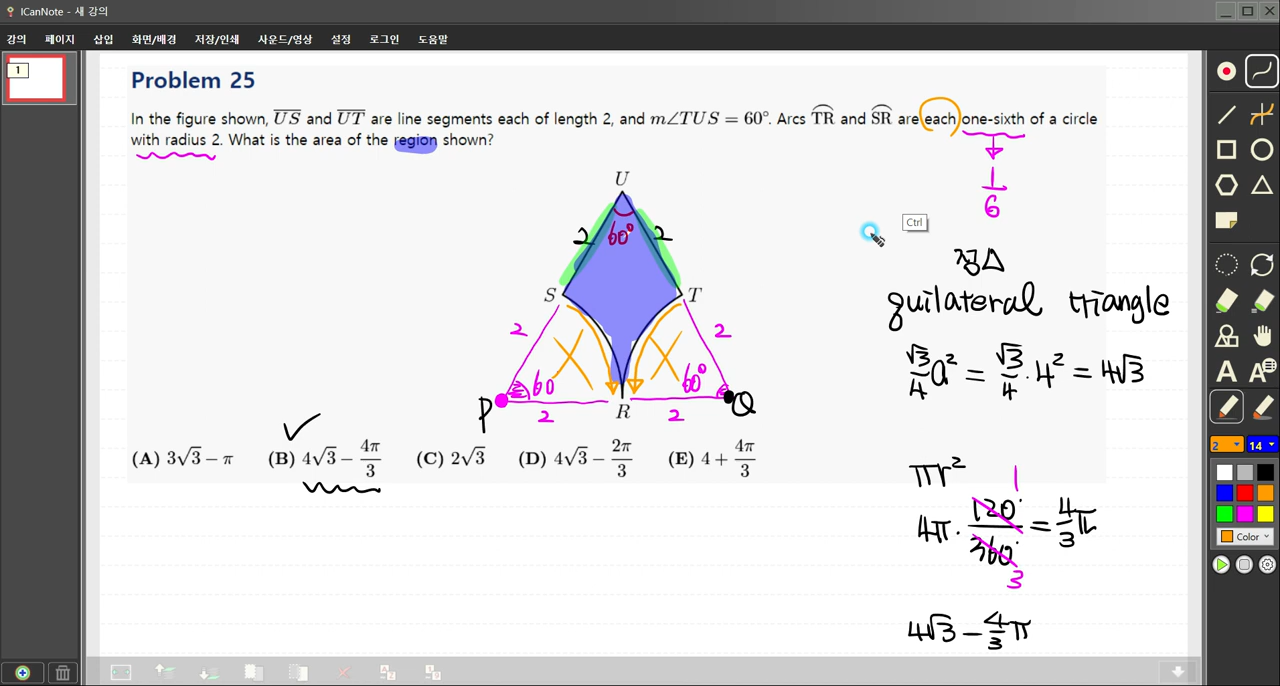 ICanNote - 새 강의
강의 페이지 삽입 화면/배경 저장/인쇄 사운드/영상 설정 로그인 도움말
1
Problem 25
In the figure shown, US and UT are line segments each of length 2, and m∠TUS = 60°. Arcs TR and SR are each one-sixth of a circle
with radius 2. What is the area of the region shown?
1/6
Ctrl
U
2 60° 2
S T
2 2
60 60°
P R Q
2 2
정△
quilateral triangle
√3/4 a² = √3/4 · 4² = 4√3
(A) 3√3 − π (B) 4√3 − 4π/3 (C) 2√3 (D) 4√3 − 2π/3 (E) 4 + 4π/3
πr²
1
4π · 120°/360° = 4/3 π
3
4√3 − 4/3 π
A A
2 14
Color